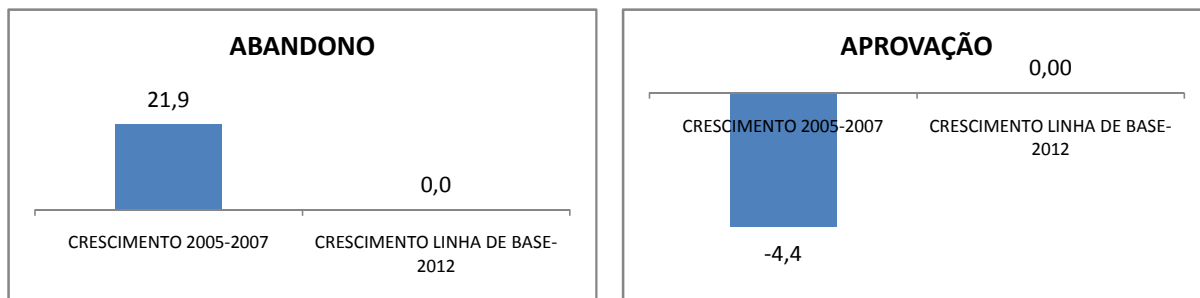 ABANDONO
21,9
0,0
CRESCIMENTO 2005-2007
CRESCIMENTO LINHA DE BASE-
2012
APROVAÇÃO
0,00
CRESCIMENTO 2005-2007
CRESCIMENTO LINHA DE BASE-
2012
-4,4